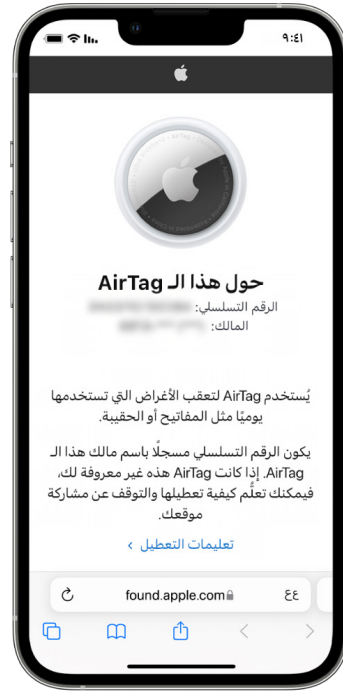 ٩:٤١
حول هذا الـ AirTag
الرقم التسلسلي:
المالك:
يُستخدم AirTag لتعقب الأغراض التي تستخدمها
يوميًا مثل المفاتيح أو الحقيبة.
يكون الرقم التسلسلي مسجلًا باسم مالك هذا الـ
AirTag. إذا كانت AirTag هذه غير معروفة لك،
فيمكنك تعلُّم كيفية تعطيلها والتوقف عن مشاركة
موقعك.
تعليمات التعطيل ‹
عع found.apple.com